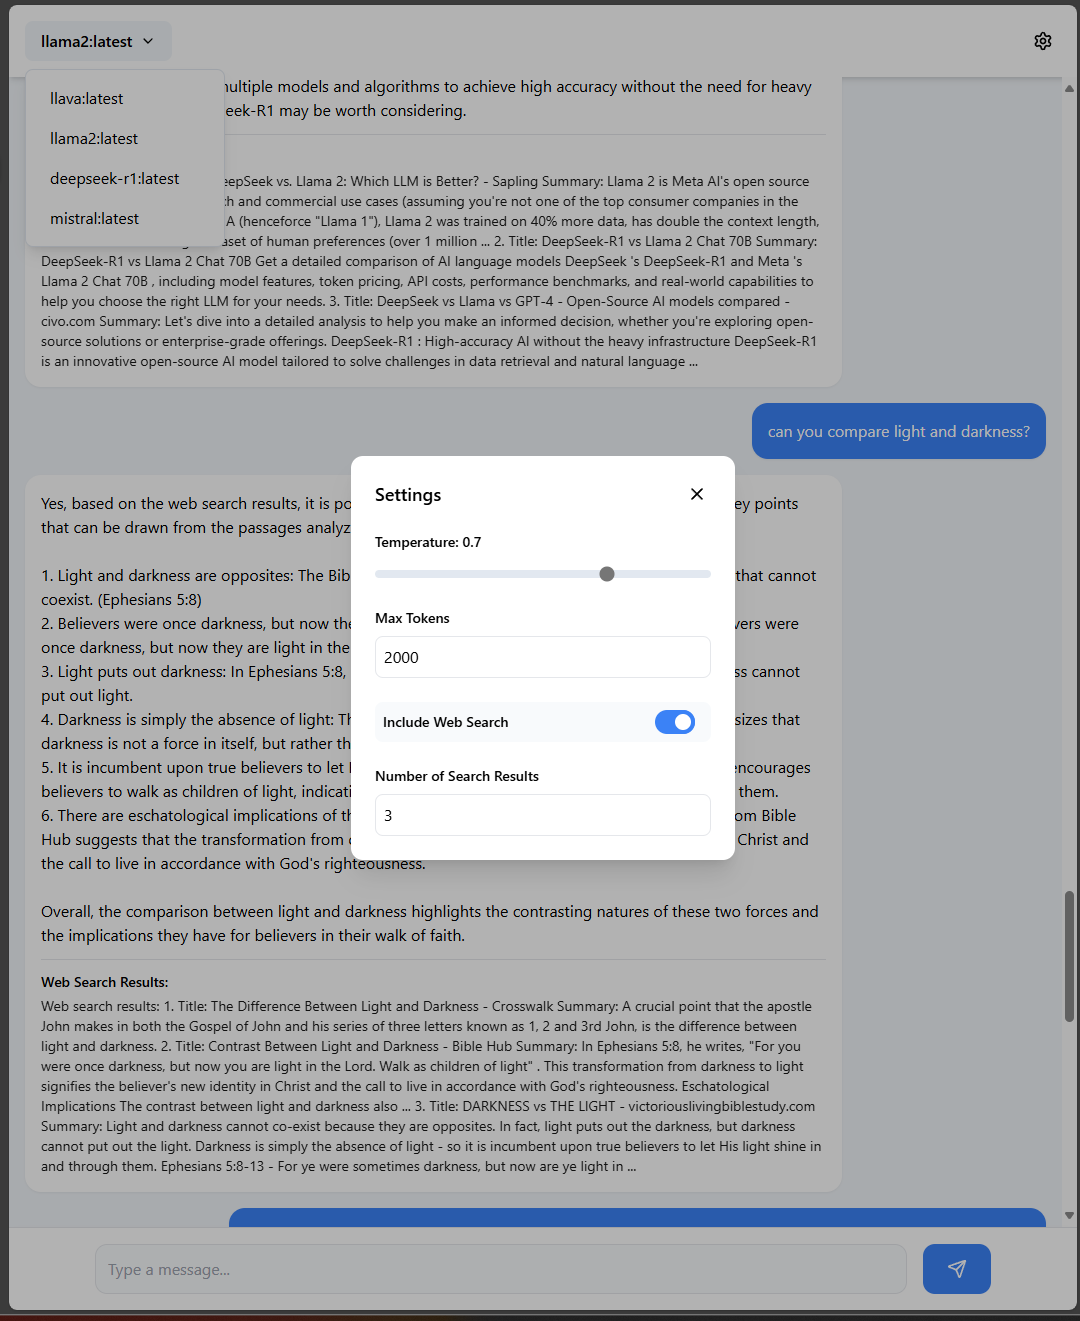 llama2:latest
llava:latest
llama2:latest
deepseek-r1:latest
mistral:latest
multiple models and algorithms to achieve high accuracy without the need for heavy
eek-R1 may be worth considering.
eepSeek vs. Llama 2: Which LLM is Better? - Sapling Summary: Llama 2 is Meta AI's open source
h and commercial use cases (assuming you're not one of the top consumer companies in the
A (henceforce "Llama 1"), Llama 2 was trained on 40% more data, has double the context length,
aset of human preferences (over 1 million ... 2. Title: DeepSeek-R1 vs Llama 2 Chat 70B Summary:
DeepSeek-R1 vs Llama 2 Chat 70B Get a detailed comparison of AI language models DeepSeek 's DeepSeek-R1 and Meta 's
Llama 2 Chat 70B , including model features, token pricing, API costs, performance benchmarks, and real-world capabilities to
help you choose the right LLM for your needs. 3. Title: DeepSeek vs Llama vs GPT-4 - Open-Source AI models compared -
civo.com Summary: Let's dive into a detailed analysis to help you make an informed decision, whether you're exploring open-
source solutions or enterprise-grade offerings. DeepSeek-R1 : High-accuracy AI without the heavy infrastructure DeepSeek-R1
is an innovative open-source AI model tailored to solve challenges in data retrieval and natural language ...
can you compare light and darkness?
Yes, based on the web search results, it is po ey points
that can be drawn from the passages analyz
1. Light and darkness are opposites: The Bib that cannot
coexist. (Ephesians 5:8)
2. Believers were once darkness, but now the vers were
once darkness, but now they are light in the
3. Light puts out darkness: In Ephesians 5:8, ss cannot
put out light.
4. Darkness is simply the absence of light: Th sizes that
darkness is not a force in itself, but rather th
5. It is incumbent upon true believers to let encourages
believers to walk as children of light, indicati them.
6. There are eschatological implications of th om Bible
Hub suggests that the transformation from Christ and
the call to live in accordance with God's righteousness.
Overall, the comparison between light and darkness highlights the contrasting natures of these two forces and
the implications they have for believers in their walk of faith.
Settings
Temperature: 0.7
Max Tokens
2000
Include Web Search
Number of Search Results
3
Web Search Results:
Web search results: 1. Title: The Difference Between Light and Darkness - Crosswalk Summary: A crucial point that the apostle
John makes in both the Gospel of John and his series of three letters known as 1, 2 and 3rd John, is the difference between
light and darkness. 2. Title: Contrast Between Light and Darkness - Bible Hub Summary: In Ephesians 5:8, he writes, "For you
were once darkness, but now you are light in the Lord. Walk as children of light" . This transformation from darkness to light
signifies the believer's new identity in Christ and the call to live in accordance with God's righteousness. Eschatological
Implications The contrast between light and darkness also ... 3. Title: DARKNESS vs THE LIGHT - victoriouslivingbiblestudy.com
Summary: Light and darkness cannot co-exist because they are opposites. In fact, light puts out the darkness, but darkness
cannot put out the light. Darkness is simply the absence of light - so it is incumbent upon true believers to let His light shine in
and through them. Ephesians 5:8-13 - For ye were sometimes darkness, but now are ye light in ...
Type a message...